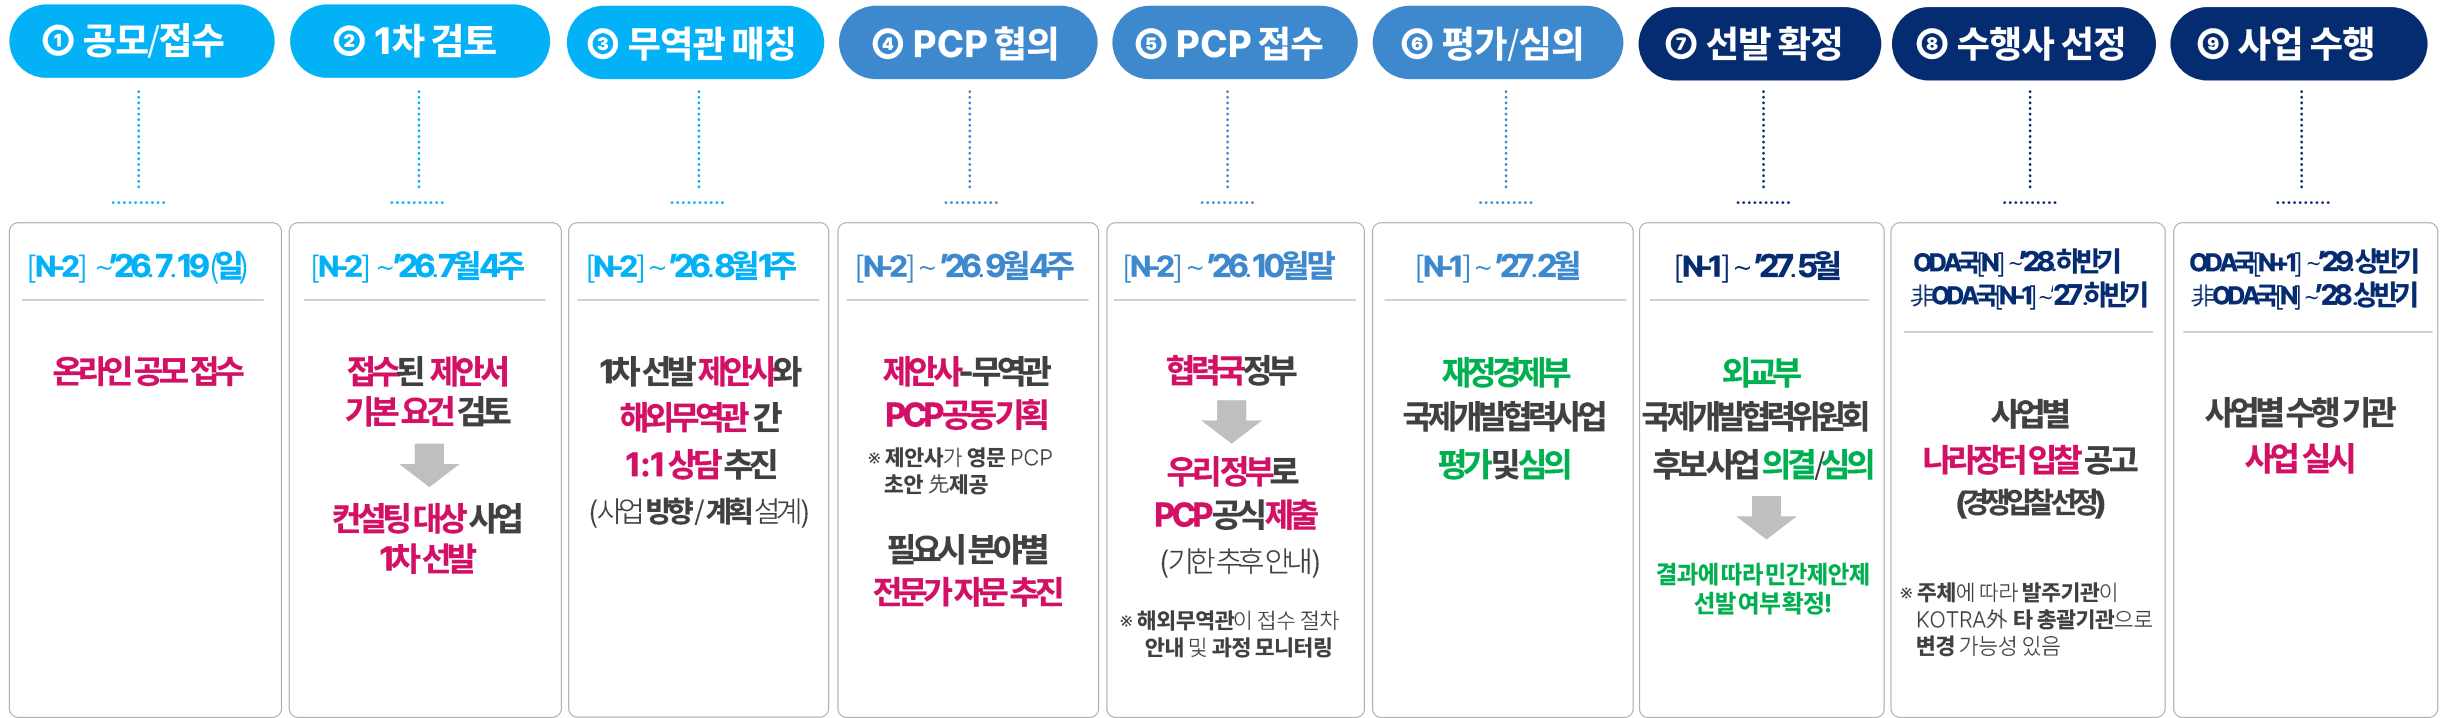 ① 공모/접수
② 1차 검토
③ 무역관 매칭
④ PCP 협의
⑤ PCP 접수
⑥ 평가/심의
⑦ 선발 확정
⑧ 수행사 선정
⑨ 사업 수행
[N-2] ~'26. 7. 19(일)
온라인 공모 접수
[N-2] ~'26.7월 4주
접수된 제안서
기본 요건 검토
컨설팅 대상 사업
1차 선발
[N-2] ~ '26. 8월 1주
1차 선발 제안사와
해외무역관 간
1:1 상담 추진
(사업 방향 / 계획 설계)
[N-2] ~ '26. 9월 4주
제안사-무역관
PCP 공동 기획
※ 제안사가 영문 PCP
초안 先제공
필요시 분야별
전문가 자문 추진
[N-2] ~ '26. 10월말
협력국정부
우리 정부로
PCP 공식 제출
(기한 추후 안내)
※ 해외무역관이 접수 절차
안내 및 과정 모니터링
[N-1] ~ '27. 2월
재정경제부
국제개발협력사업
평가 및 심의
[N-1] ~ '27. 5월
외교부
국제개발협력위원회
후보사업 의결/심의
결과에 따라 민간제안제
선발 여부 확정!
ODA국[N] ~'28.하반기
非ODA국[N-1] ~'27.하반기
사업별
나라장터 입찰 공고
(경쟁입찰선정)
※ 주체에 따라 발주기관이
KOTRA外 타 총괄기관으로
변경 가능성 있음
ODA국[N+1] ~'29. 상반기
非ODA국[N] ~'28.상반기
사업별 수행 기관
사업 실시